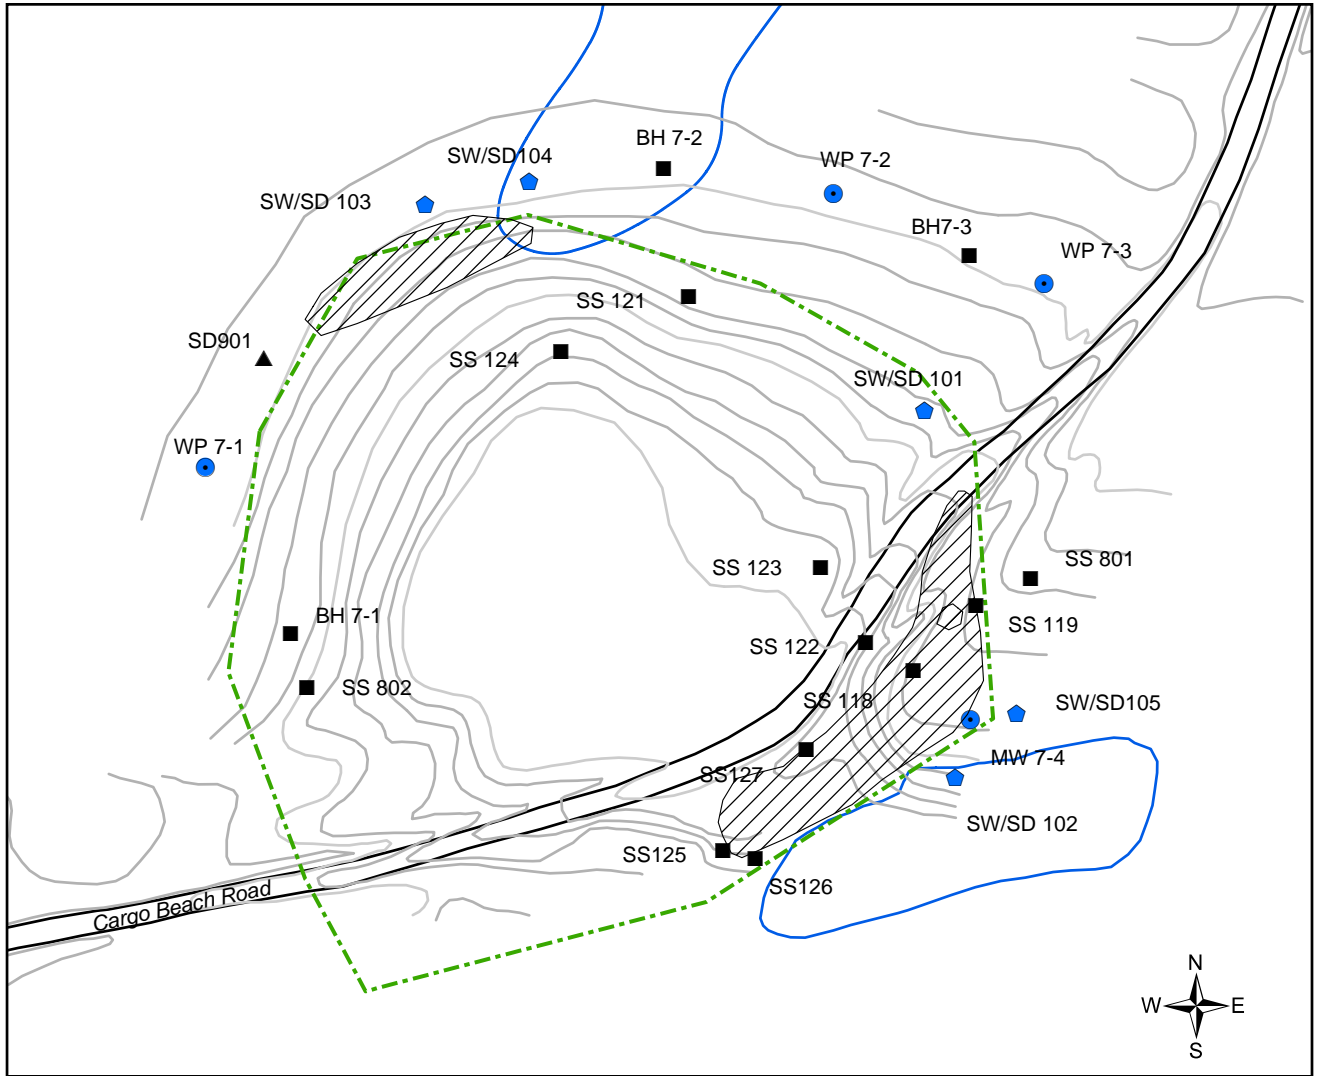 BH 7-2
SW/SD104
WP 7-2
SW/SD 103
BH7-3
WP 7-3
SS 121
SD901
SS 124
SW/SD 101
WP 7-1
SS 123
SS 801
BH 7-1
SS 119
SS 122
SS 802
SS 118
SW/SD105
MW 7-4
SS127
SW/SD 102
SS125
SS126
Cargo Beach Road
N
W E
S